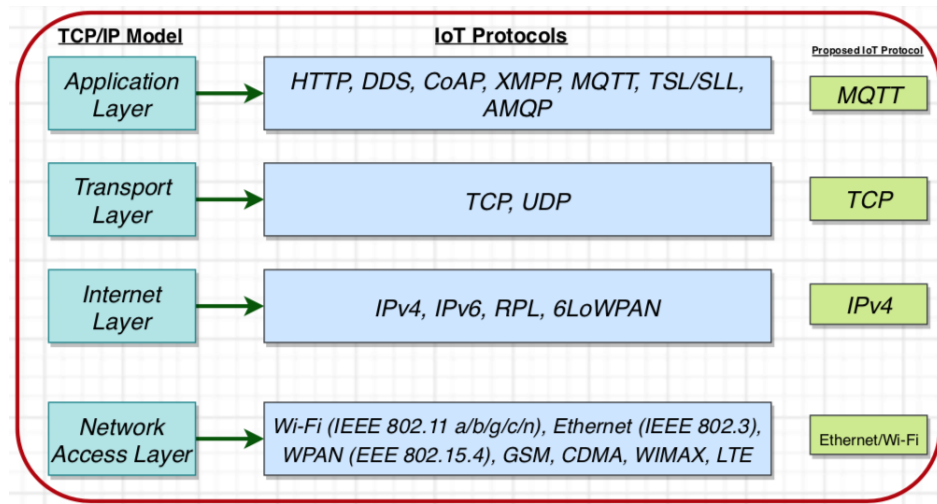 TCP/IP Model
IoT Protocols
Proposed IoT Protocol
Application
Layer
HTTP, DDS, CoAP, XMPP, MQTT, TSL/SLL,
AMQP
MQTT
Transport
Layer
TCP, UDP
TCP
Internet
Layer
IPv4, IPv6, RPL, 6LoWPAN
IPv4
Network
Access Layer
Wi-Fi (IEEE 802.11 a/b/g/c/n), Ethernet (IEEE 802.3),
WPAN (EEE 802.15.4), GSM, CDMA, WIMAX, LTE
Ethernet/Wi-Fi